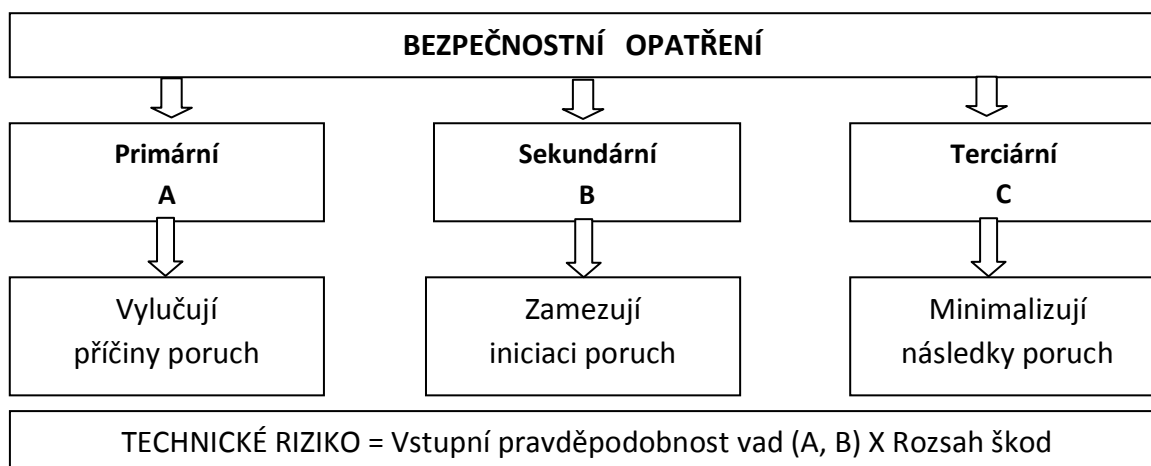 BEZPEČNOSTNÍ OPATŘENÍ
Primární
A
Sekundární
B
Terciární
C
Vylučují
příčiny poruch
Zamezují
iniciaci poruch
Minimalizují
následky poruch
TECHNICKÉ RIZIKO = Vstupní pravděpodobnost vad (A, B) X Rozsah škod